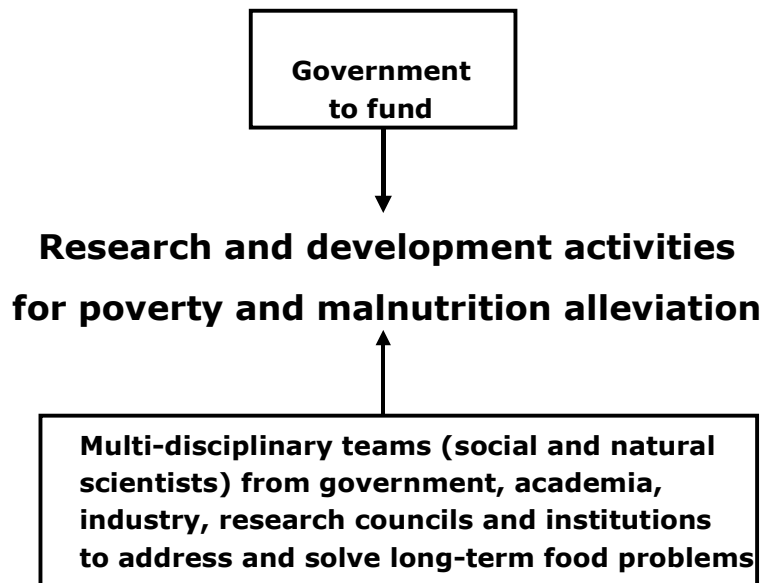 Government
to fund
Research and development activities
for poverty and malnutrition alleviation
Multi-disciplinary teams (social and natural
scientists) from government, academia,
industry, research councils and institutions
to address and solve long-term food problems